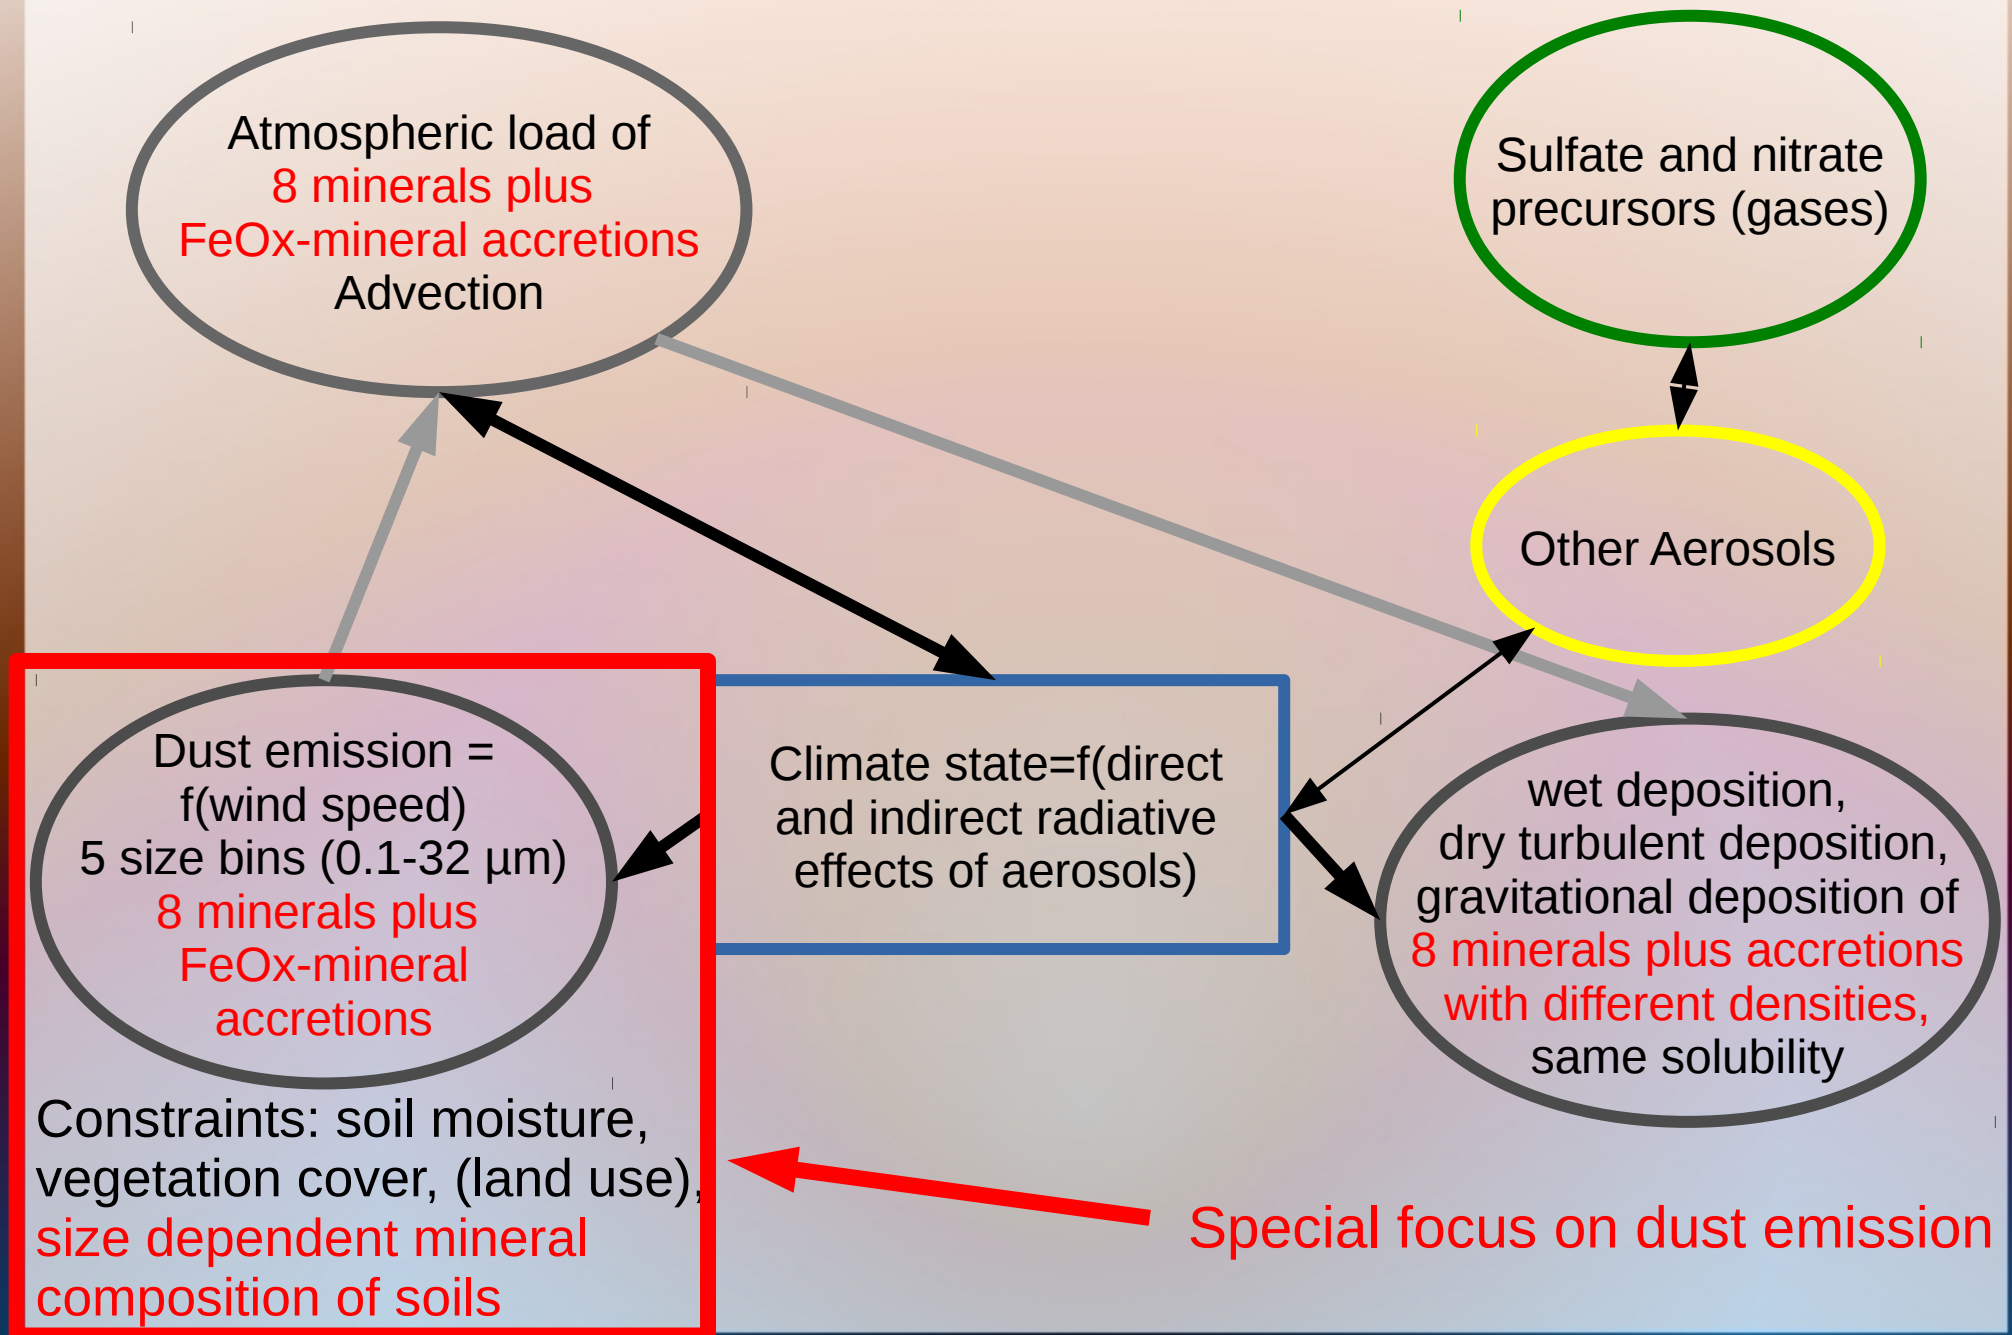 Atmospheric load of
8 minerals plus
FeOx-mineral accretions
Advection
Sulfate and nitrate
precursors (gases)
Other Aerosols
Dust emission =
f(wind speed)
5 size bins (0.1-32 µm)
8 minerals plus
FeOx-mineral
accretions
Climate state=f(direct
and indirect radiative
effects of aerosols)
wet deposition,
dry turbulent deposition,
gravitational deposition of
8 minerals plus accretions
with different densities,
same solubility
Constraints: soil moisture,
vegetation cover, (land use),
size dependent mineral
composition of soils
Special focus on dust emission